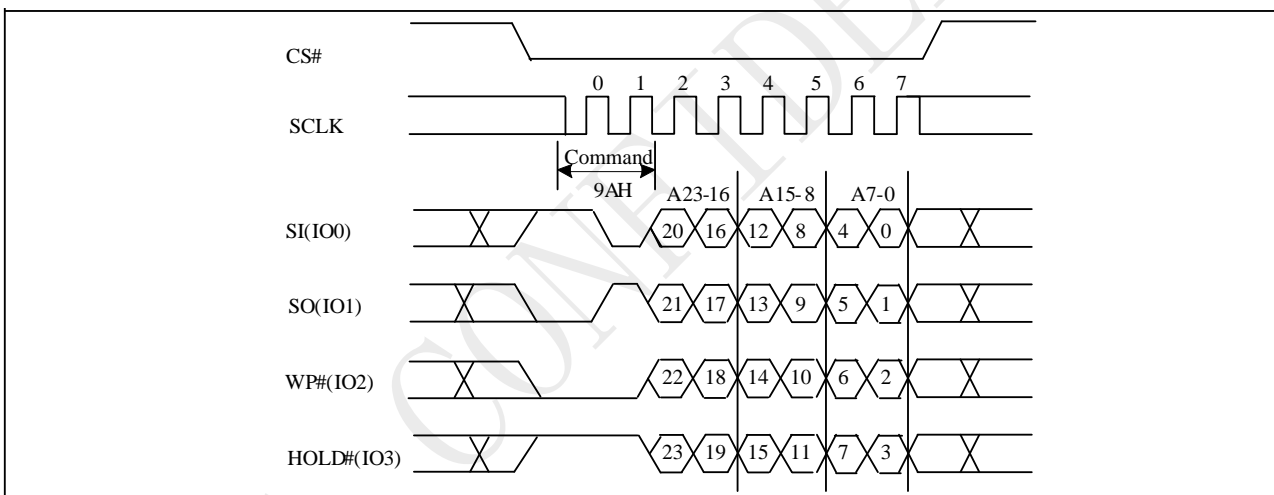 CS#
0 1 2 3 4 5 6 7
SCLK
Command
9AH
A23-16 A15-8 A7-0
SI(IO0)
20 16 12 8 4 0
SO(IO1)
21 17 13 9 5 1
WP#(IO2)
22 18 14 10 6 2
HOLD#(IO3)
23 19 15 11 7 3
CONFIDE